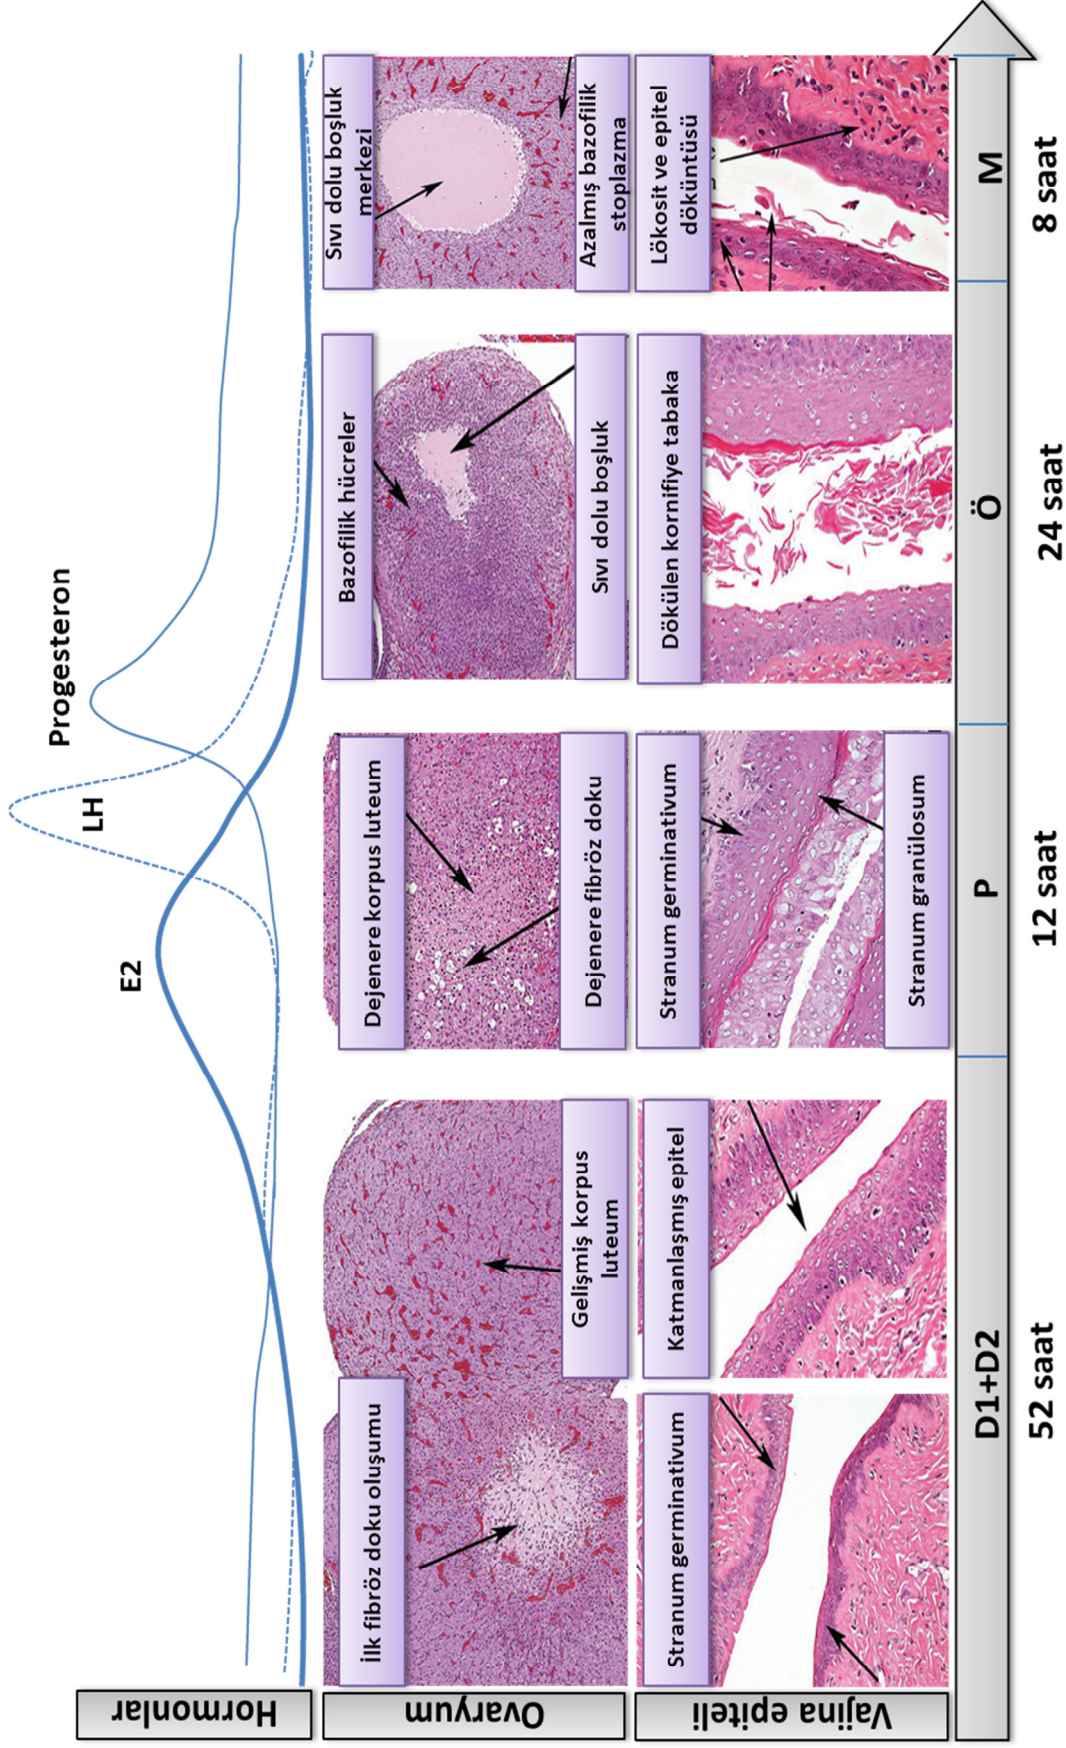 Progesteron
LH
E2
Hormonlar
Ovaryum
İlk fibröz doku oluşumu
Gelişmiş korpus
luteum
Dejenere korpus luteum
Dejenere fibröz doku
Bazofilik hücreler
Sıvı dolu boşluk
Sıvı dolu boşluk
merkezi
Azalmış bazofilik
stoplazma
Vajina epiteli
Stranum germinativum
Katmanlaşmış epitel
Stranum germinativum
Stranum granülosum
Dökülen kornifiye tabaka
Lökosit ve epitel
döküntüsü
D1+D2
P
Ö
M
52 saat
12 saat
24 saat
8 saat